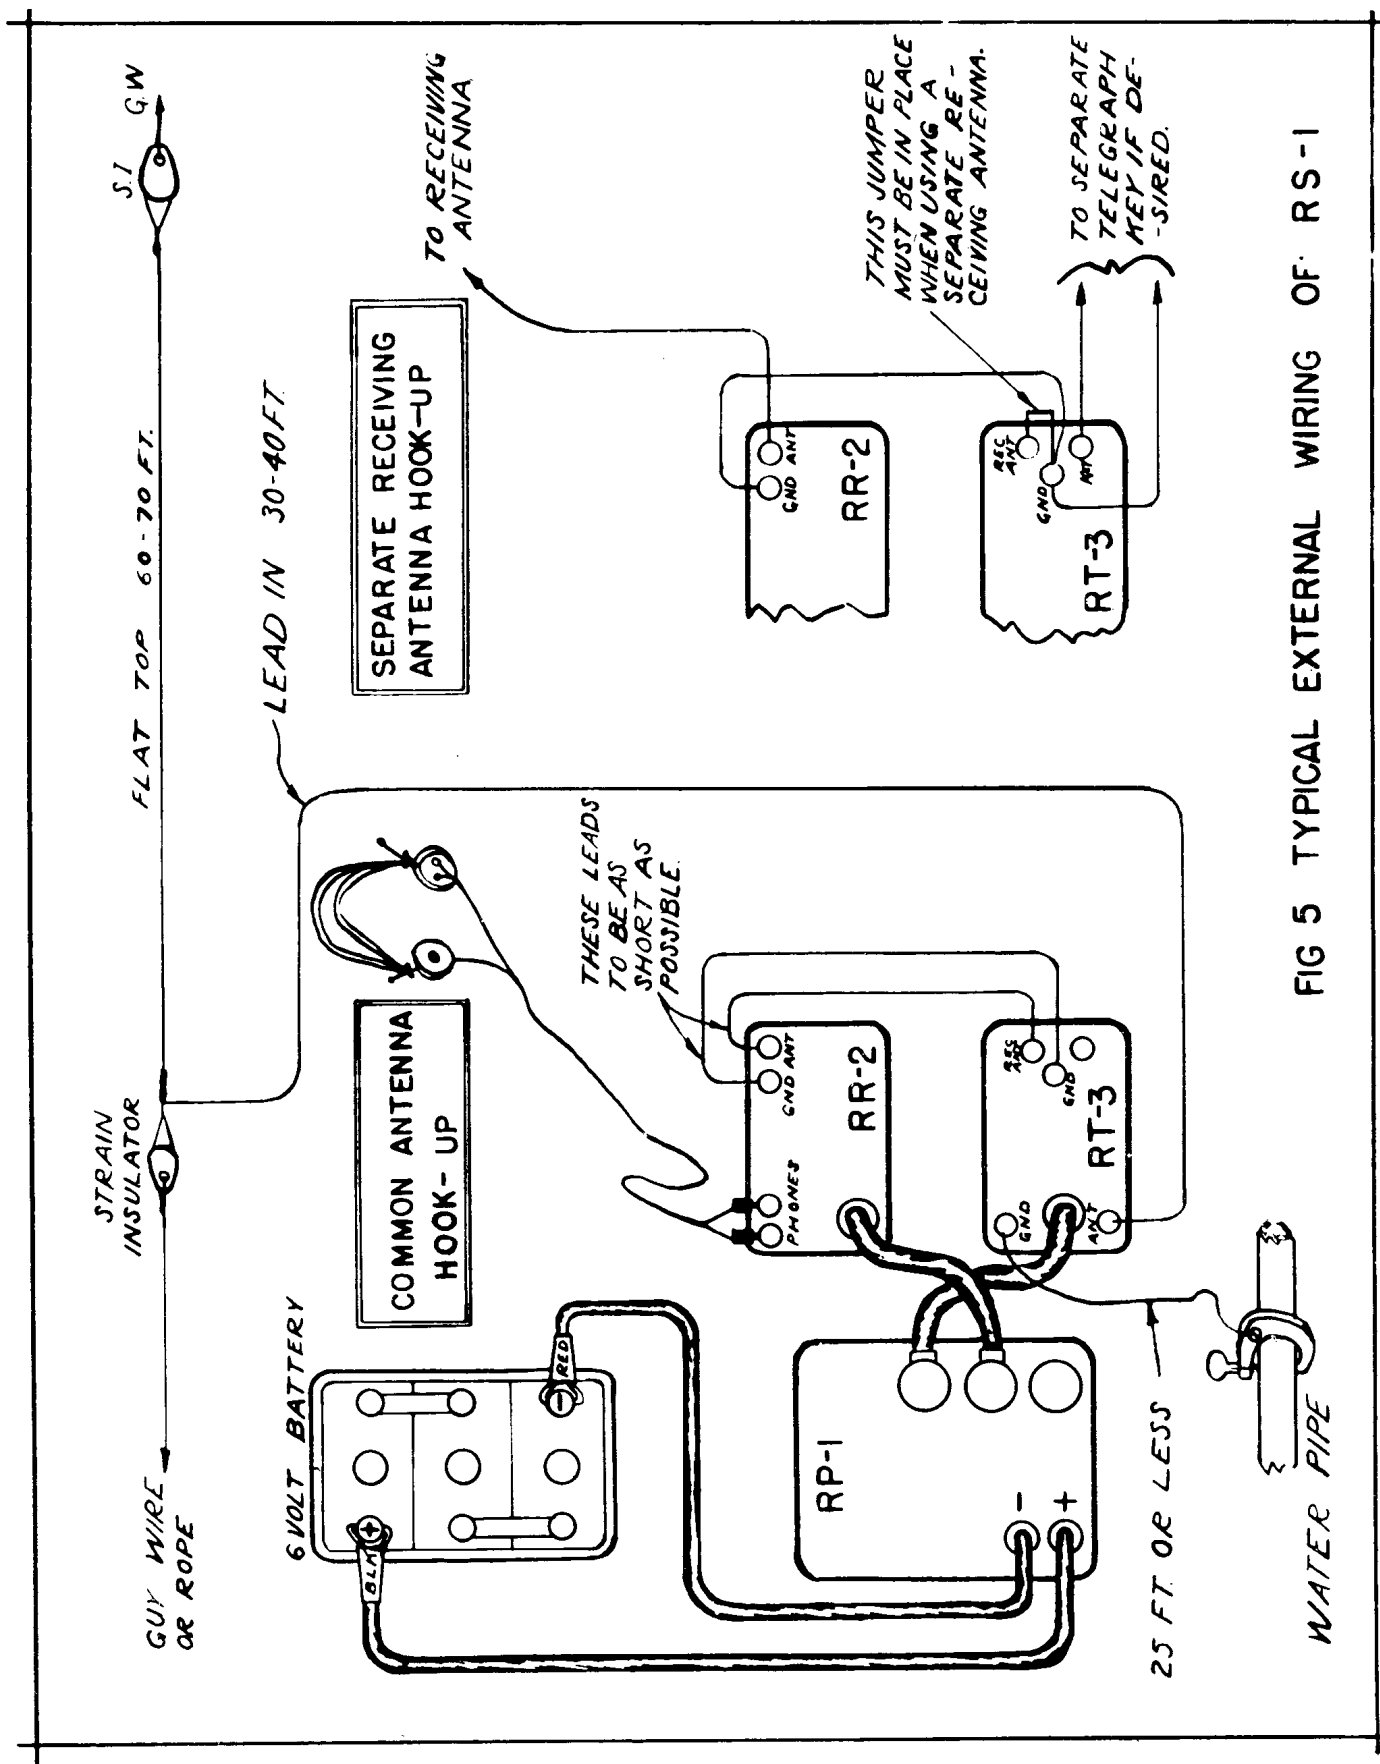 GUY WIRE
OR ROPE
STRAIN
INSULATOR
FLAT TOP 60-70 FT.
S.I
G.W
LEAD IN 30-40FT
6 VOLT BATTERY
BLK
+
-
RED
COMMON ANTENNA
HOOK-UP
SEPARATE RECEIVING
ANTENNA HOOK-UP
TO RECEIVING
ANTENNA
THESE LEADS
TO BE AS
SHORT AS
POSSIBLE.
PHONES
GND ANT
RR-2
GND ANT
RR-2
RP-1
-
+
GND
ANT
REC
ANT
GND
RT-3
REC
ANT
GND
ANT
RT-3
THIS JUMPER
MUST BE IN PLACE
WHEN USING A
SEPARATE RE-
CEIVING ANTENNA.
TO SEPARATE
TELEGRAPH
KEY IF DE-
-SIRED.
25 FT. OR LESS
WATER PIPE
FIG 5 TYPICAL EXTERNAL WIRING OF RS-1